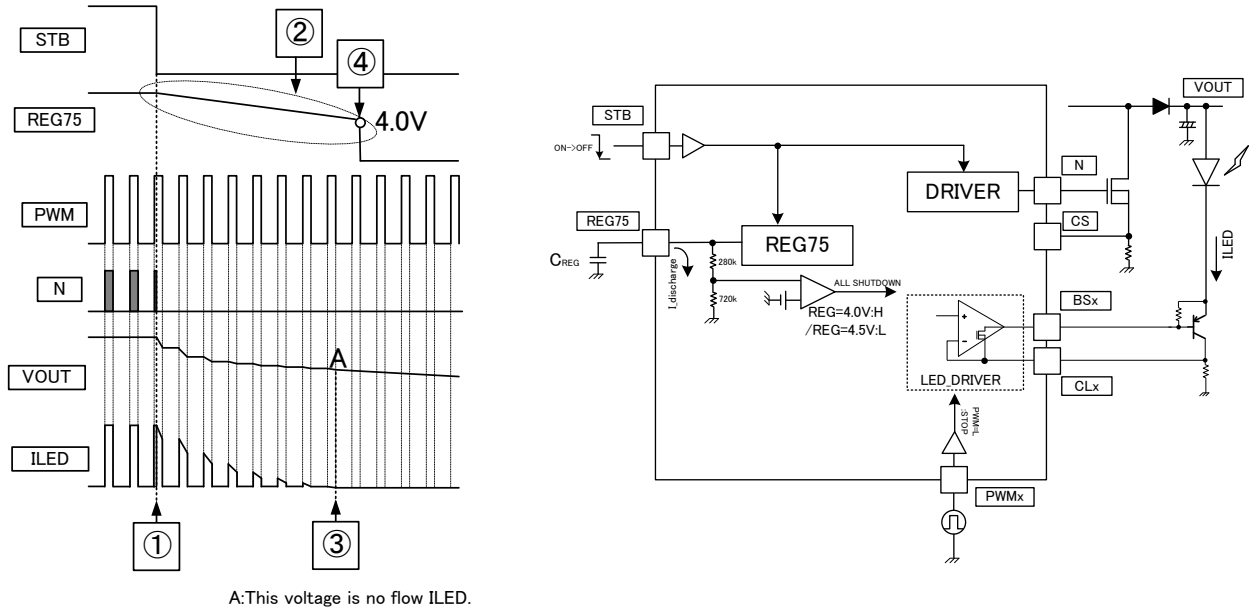 STB
②
④
REG75
4.0V
PWM
N
A
VOUT
ILED
①
③
A:This voltage is no flow ILED.
VOUT
STB
ON->OFF
N
DRIVER
CS
REG75
REG75
CREG
I_discharge
280k
720k
ALL SHUTDOWN
REG=4.0V:H
/REG=4.5V:L
ILED
BSx
+
-
LED_DRIVER
CLx
PWM=L
:STOP
PWMx